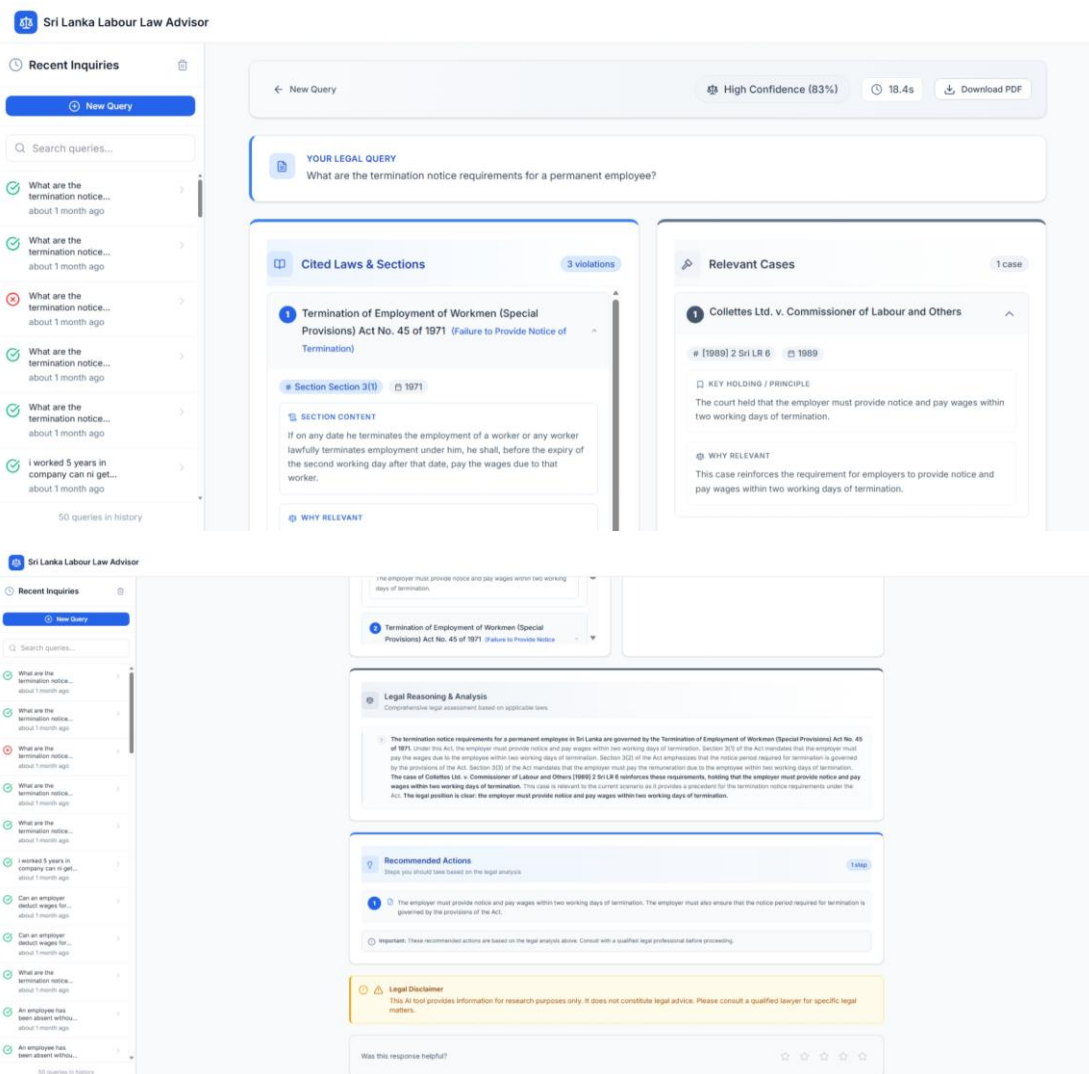 Sri Lanka Labour Law Advisor
Recent Inquiries
New Query
Search queries...
What are the
termination notice...
about 1 month ago
What are the
termination notice...
about 1 month ago
What are the
termination notice...
about 1 month ago
What are the
termination notice...
about 1 month ago
What are the
termination notice...
about 1 month ago
i worked 5 years in
company can ni get...
about 1 month ago
50 queries in history
New Query
High Confidence (83%)
18.4s
Download PDF
YOUR LEGAL QUERY
What are the termination notice requirements for a permanent employee?
Cited Laws & Sections
3 violations
1
Termination of Employment of Workmen (Special
Provisions) Act No. 45 of 1971 (Failure to Provide Notice of
Termination)
# Section Section 3(1)
1971
SECTION CONTENT
If on any date he terminates the employment of a worker or any worker
lawfully terminates employment under him, he shall, before the expiry of
the second working day after that date, pay the wages due to that
worker.
WHY RELEVANT
Relevant Cases
1 case
1
Collettes Ltd. v. Commissioner of Labour and Others
# [1989] 2 Sri LR 6
1989
KEY HOLDING / PRINCIPLE
The court held that the employer must provide notice and pay wages within
two working days of termination.
WHY RELEVANT
This case reinforces the requirement for employers to provide notice and
pay wages within two working days of termination.
Sri Lanka Labour Law Advisor
Recent Inquiries
New Query
Search queries...
What are the
termination notice...
about 1 month ago
What are the
termination notice...
about 1 month ago
What are the
termination notice...
about 1 month ago
What are the
termination notice...
about 1 month ago
What are the
termination notice...
about 1 month ago
i worked 5 years in
company can ni get...
about 1 month ago
Can an employer
deduct wages for...
about 1 month ago
Can an employer
deduct wages for...
about 1 month ago
What are the
termination notice...
about 1 month ago
An employee has
been absent withou...
about 1 month ago
An employee has
been absent withou...
about 1 month ago
50 queries in history
The employer must provide notice and pay wages within two working
days of termination.
2
Termination of Employment of Workmen (Special
Provisions) Act No. 45 of 1971 (Failure to Provide Notice
Legal Reasoning & Analysis
Comprehensive legal assessment based on applicable laws
The termination notice requirements for a permanent employee in Sri Lanka are governed by the Termination of Employment of Workmen (Special Provisions) Act No. 45
of 1971. Under this Act, the employer must provide notice and pay wages within two working days of termination. Section 3(1) of the Act mandates that the employer must
pay the wages due to the employee within two working days of termination. Section 3(2) of the Act emphasizes that the notice period required for termination is governed
by the provisions of the Act. Section 3(3) of the Act mandates that the employer must pay the remuneration due to the employee within two working days of termination.
The case of Collettes Ltd. v. Commissioner of Labour and Others [1989] 2 Sri LR 6 reinforces these requirements, holding that the employer must provide notice and pay
wages within two working days of termination. This case is relevant to the current scenario as it provides a precedent for the termination notice requirements under the
Act. The legal position is clear: the employer must provide notice and pay wages within two working days of termination.
Recommended Actions
Steps you should take based on the legal analysis
1 step
1
The employer must provide notice and pay wages within two working days of termination. The employer must also ensure that the notice period required for termination is
governed by the provisions of the Act.
Important: These recommended actions are based on the legal analysis above. Consult with a qualified legal professional before proceeding.
Legal Disclaimer
This AI tool provides information for research purposes only. It does not constitute legal advice. Please consult a qualified lawyer for specific legal
matters.
Was this response helpful?